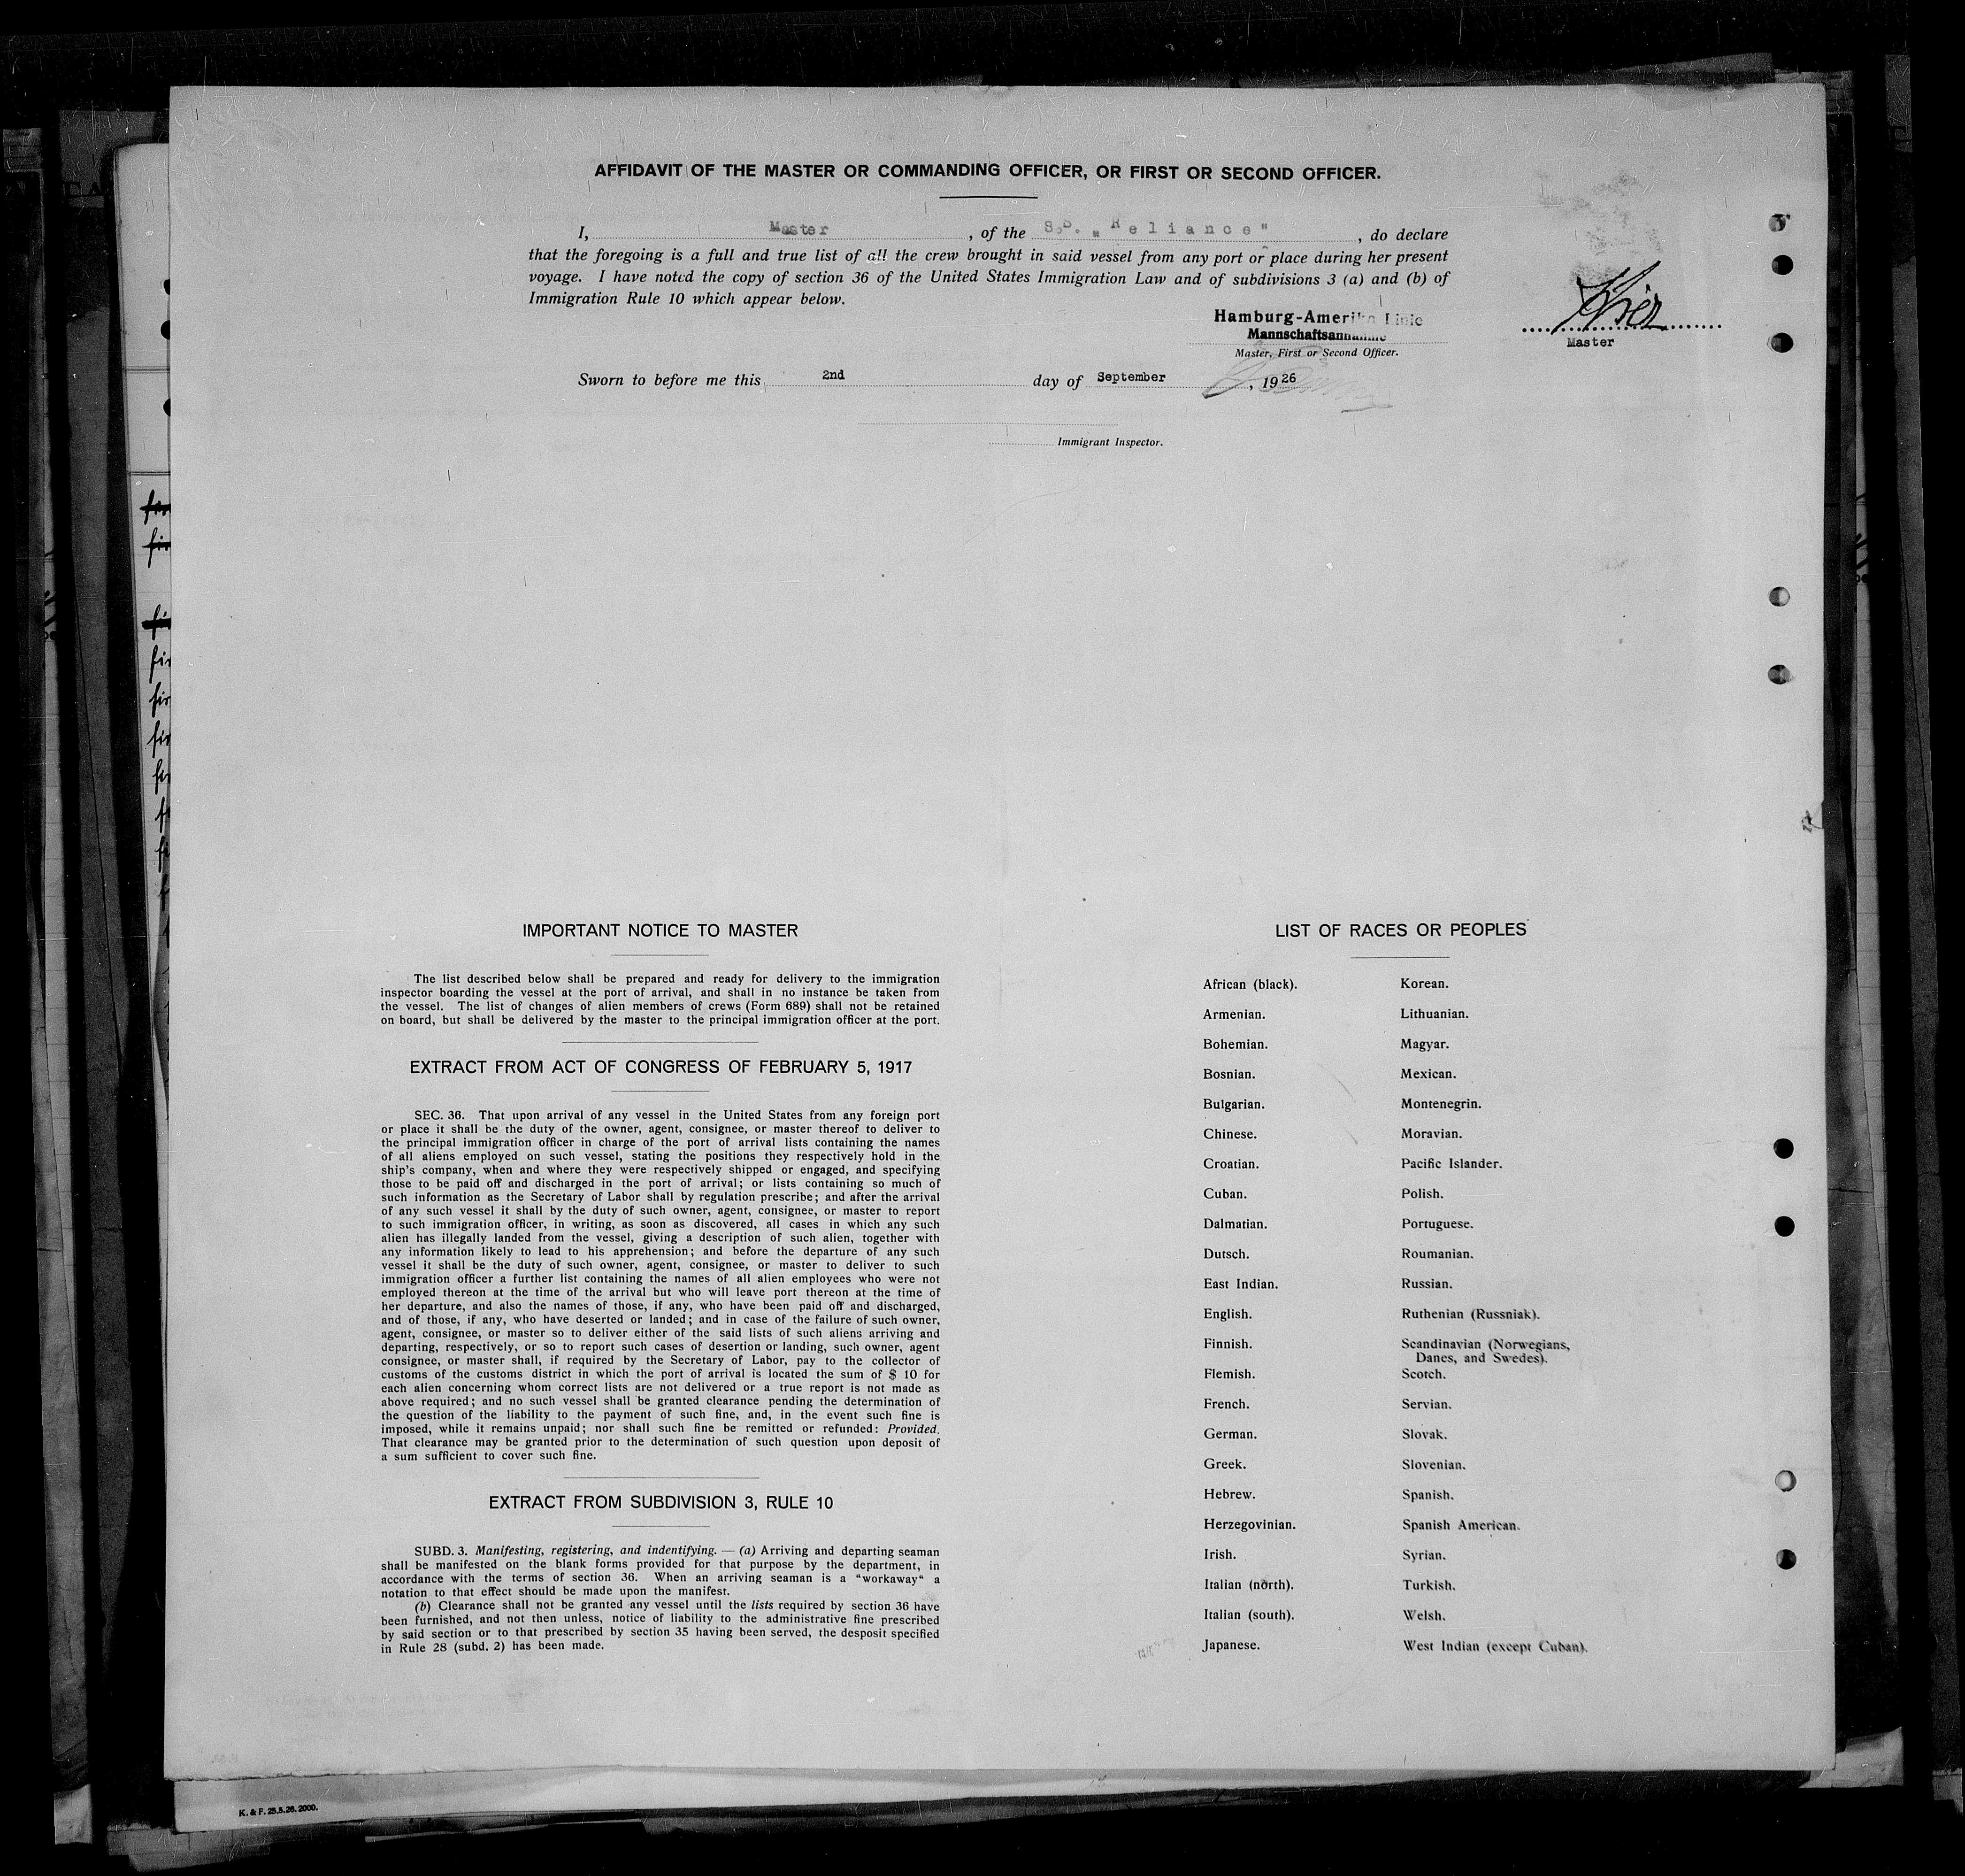 AFFIDAVIT OF THE MASTER OR COMMANDING OFFICER, OR FIRST OR SECOND OFFICER.
I, Master, of the S.S. „Reliance", do declare
that the foregoing is a full and true list of all the crew brought in said vessel from any port or place during her present
voyage. I have noted the copy of section 36 of the United States Immigration Law and of subdivisions 3 (a) and (b) of
Immigration Rule 10 which appear below.
Hamburg-Amerika Linie
Mannschaftsannahme
Master, First or Second Officer.
Master
Sworn to before me this 2nd day of September, 1926
Immigrant Inspector.
IMPORTANT NOTICE TO MASTER
The list described below shall be prepared and ready for delivery to the immigration
inspector boarding the vessel at the port of arrival, and shall in no instance be taken from
the vessel. The list of changes of alien members of crews (Form 689) shall not be retained
on board, but shall be delivered by the master to the principal immigration officer at the port.
EXTRACT FROM ACT OF CONGRESS OF FEBRUARY 5, 1917
SEC. 36. That upon arrival of any vessel in the United States from any foreign port
or place it shall be the duty of the owner, agent, consignee, or master thereof to deliver to
the principal immigration officer in charge of the port of arrival lists containing the names
of all aliens employed on such vessel, stating the positions they respectively hold in the
ship's company, when and where they were respectively shipped or engaged, and specifying
those to be paid off and discharged in the port of arrival; or lists containing so much of
such information as the Secretary of Labor shall by regulation prescribe; and after the arrival
of any such vessel it shall by the duty of such owner, agent, consignee, or master to report
to such immigration officer, in writing, as soon as discovered, all cases in which any such
alien has illegally landed from the vessel, giving a description of such alien, together with
any information likely to lead to his apprehension; and before the departure of any such
vessel it shall be the duty of such owner, agent, consignee, or master to deliver to such
immigration officer a further list containing the names of all alien employees who were not
employed thereon at the time of the arrival but who will leave port thereon at the time of
her departure, and also the names of those, if any, who have been paid off and discharged,
and of those, if any, who have deserted or landed; and in case of the failure of such owner,
agent, consignee, or master so to deliver either of the said lists of such aliens arriving and
departing, respectively, or so to report such cases of desertion or landing, such owner, agent
consignee, or master shall, if required by the Secretary of Labor, pay to the collector of
customs of the customs district in which the port of arrival is located the sum of $ 10 for
each alien concerning whom correct lists are not delivered or a true report is not made as
above required; and no such vessel shall be granted clearance pending the determination of
the question of the liability to the payment of such fine, and, in the event such fine is
imposed, while it remains unpaid; nor shall such fine be remitted or refunded: Provided.
That clearance may be granted prior to the determination of such question upon deposit of
a sum sufficient to cover such fine.
EXTRACT FROM SUBDIVISION 3, RULE 10
SUBD. 3. Manifesting, registering, and indentifying. — (a) Arriving and departing seaman
shall be manifested on the blank forms provided for that purpose by the department, in
accordance with the terms of section 36. When an arriving seaman is a "workaway" a
notation to that effect should be made upon the manifest.
(b) Clearance shall not be granted any vessel until the lists required by section 36 have
been furnished, and not then unless, notice of liability to the administrative fine prescribed
by said section or to that prescribed by section 35 having been served, the desposit specified
in Rule 28 (subd. 2) has been made.
LIST OF RACES OR PEOPLES
African (black).
Armenian.
Bohemian.
Bosnian.
Bulgarian.
Chinese.
Croatian.
Cuban.
Dalmatian.
Dutsch.
East Indian.
English.
Finnish.
Flemish.
French.
German.
Greek.
Hebrew.
Herzegovinian.
Irish.
Italian (north).
Italian (south).
Japanese.
Korean.
Lithuanian.
Magyar.
Mexican.
Montenegrin.
Moravian.
Pacific Islander.
Polish.
Portuguese.
Roumanian.
Russian.
Ruthenian (Russniak).
Scandinavian (Norwegians,
Danes, and Swedes).
Scotch.
Servian.
Slovak.
Slovenian.
Spanish.
Spanish American.
Syrian.
Turkish.
Welsh.
West Indian (except Cuban).
K. & F. 25.5.26. 2000.